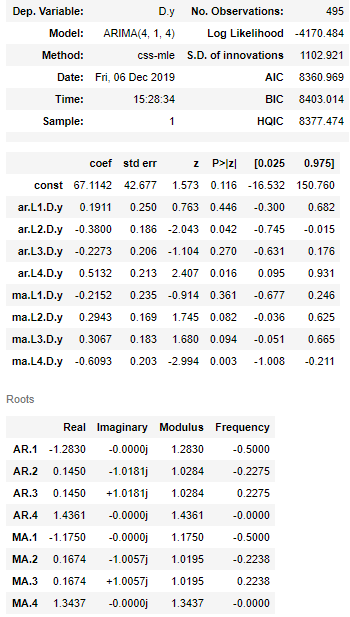 Dep. Variable: D.y No. Observations: 495
Model: ARIMA(4, 1, 4) Log Likelihood -4170.484
Method: css-mle S.D. of innovations 1102.921
Date: Fri, 06 Dec 2019 AIC 8360.969
Time: 15:28:34 BIC 8403.014
Sample: 1 HQIC 8377.474
coef std err z P>|z| [0.025 0.975]
const 67.1142 42.677 1.573 0.116 -16.532 150.760
ar.L1.D.y 0.1911 0.250 0.763 0.446 -0.300 0.682
ar.L2.D.y -0.3800 0.186 -2.043 0.042 -0.745 -0.015
ar.L3.D.y -0.2273 0.206 -1.104 0.270 -0.631 0.176
ar.L4.D.y 0.5132 0.213 2.407 0.016 0.095 0.931
ma.L1.D.y -0.2152 0.235 -0.914 0.361 -0.677 0.246
ma.L2.D.y 0.2943 0.169 1.745 0.082 -0.036 0.625
ma.L3.D.y 0.3067 0.183 1.680 0.094 -0.051 0.665
ma.L4.D.y -0.6093 0.203 -2.994 0.003 -1.008 -0.211
Roots
Real Imaginary Modulus Frequency
AR.1 -1.2830 -0.0000j 1.2830 -0.5000
AR.2 0.1450 -1.0181j 1.0284 -0.2275
AR.3 0.1450 +1.0181j 1.0284 0.2275
AR.4 1.4361 -0.0000j 1.4361 -0.0000
MA.1 -1.1750 -0.0000j 1.1750 -0.5000
MA.2 0.1674 -1.0057j 1.0195 -0.2238
MA.3 0.1674 +1.0057j 1.0195 0.2238
MA.4 1.3437 -0.0000j 1.3437 -0.0000